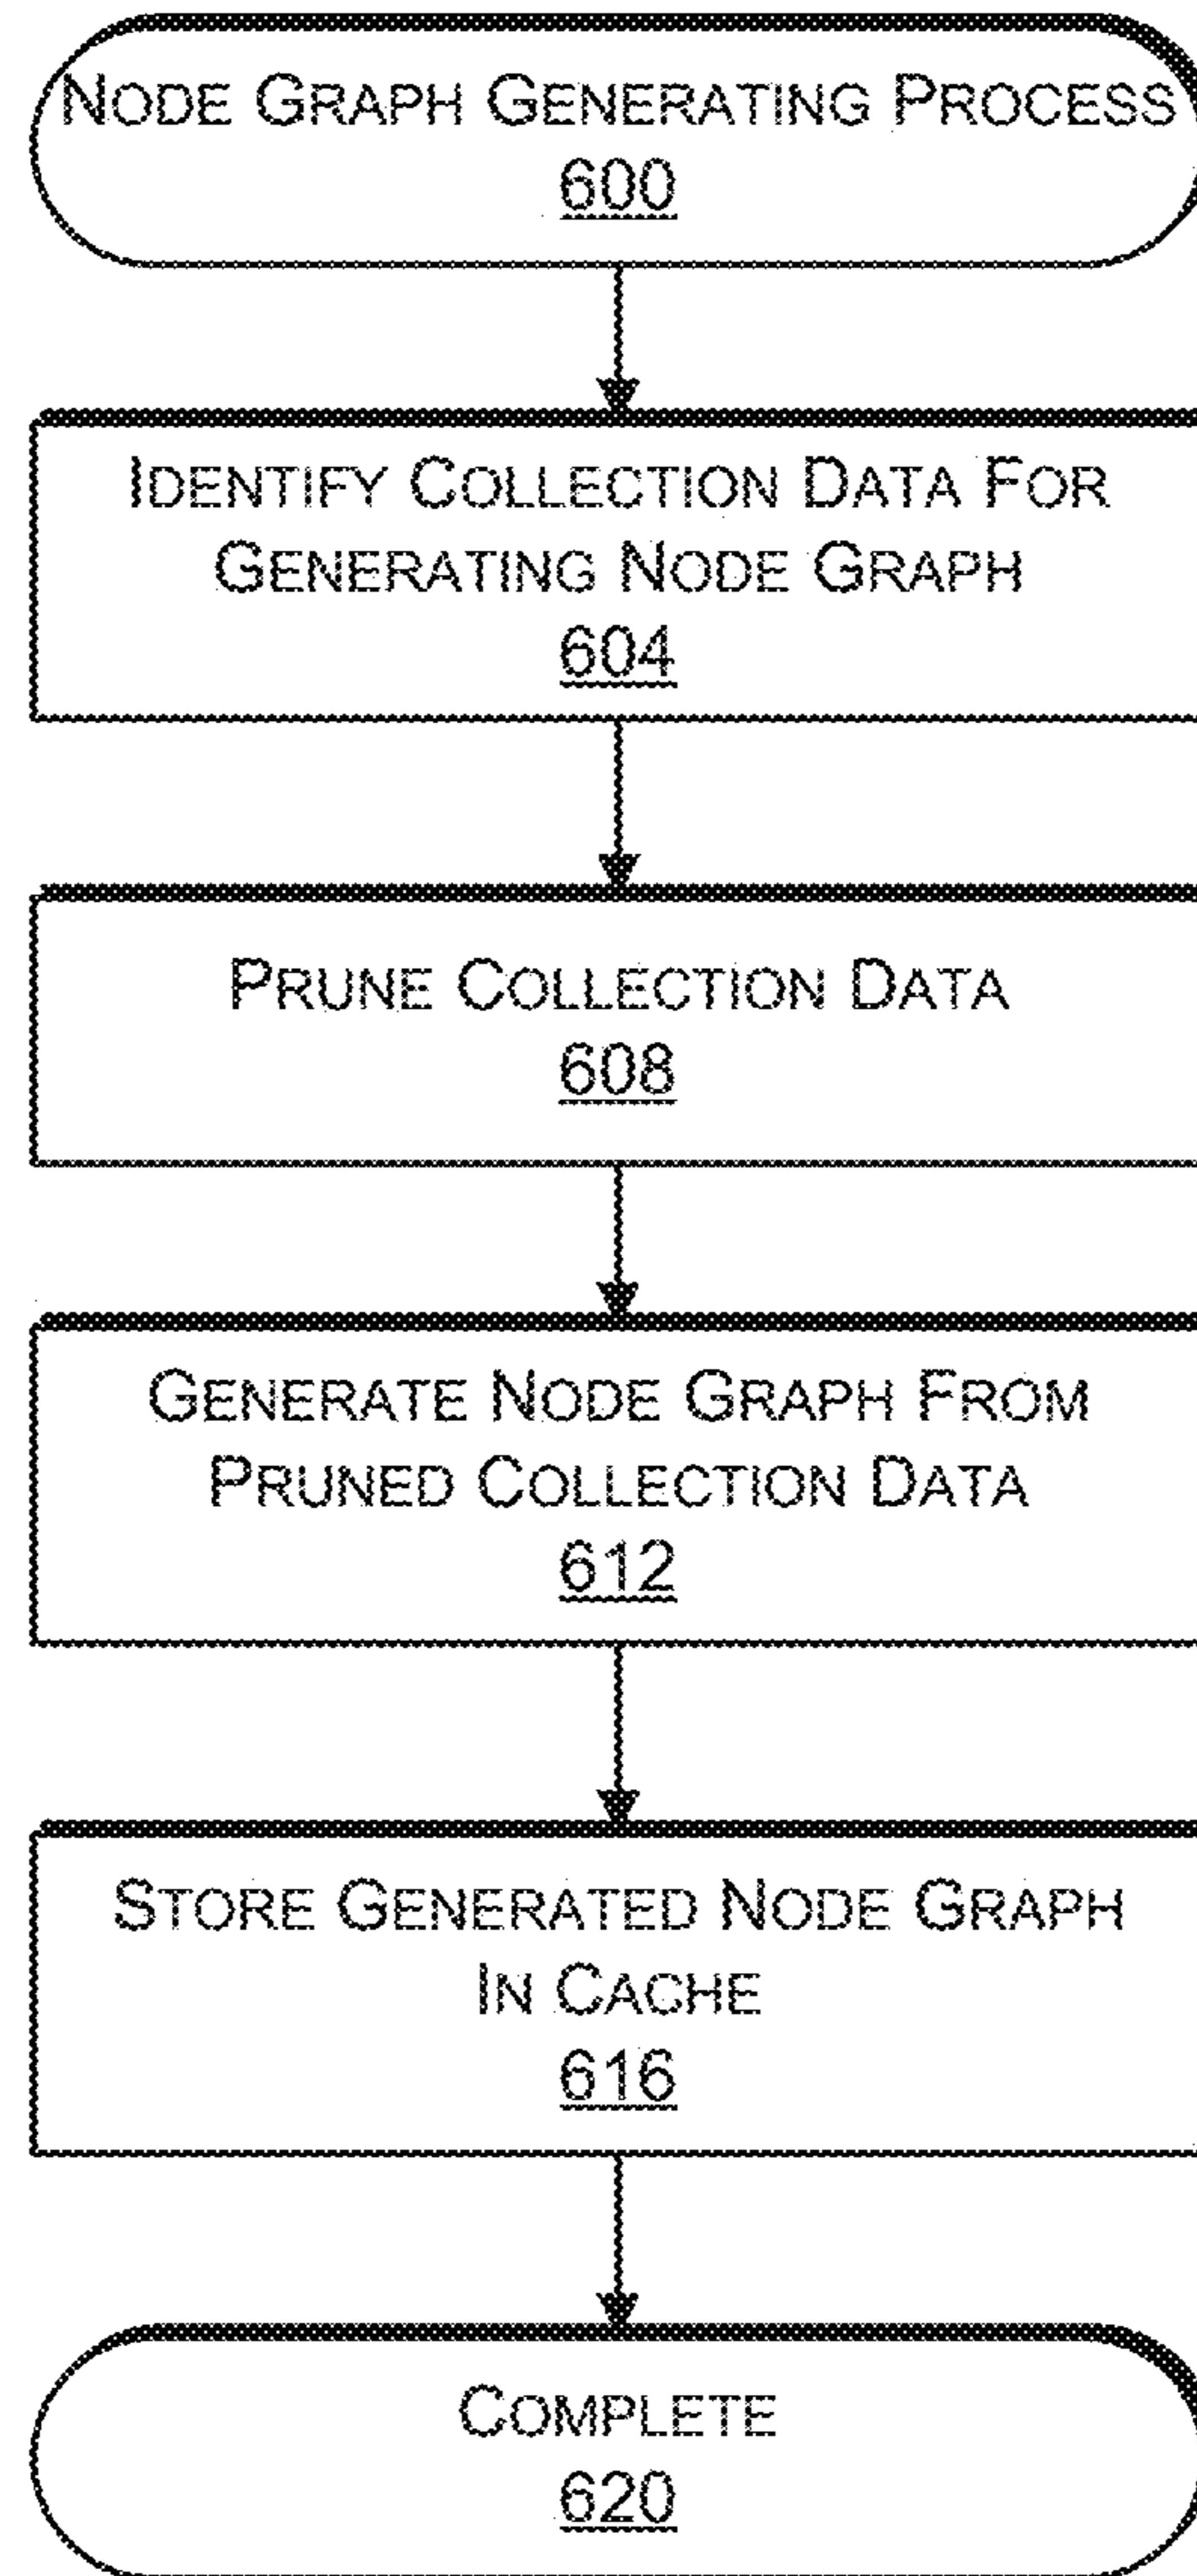 NODE GRAPH GENERATING PROCESS
600
IDENTIFY COLLECTION DATA FOR
GENERATING NODE GRAPH
604
PRUNE COLLECTION DATA
608
GENERATE NODE GRAPH FROM
PRUNED COLLECTION DATA
612
STORE GENERATED NODE GRAPH
IN CACHE
616
COMPLETE
620